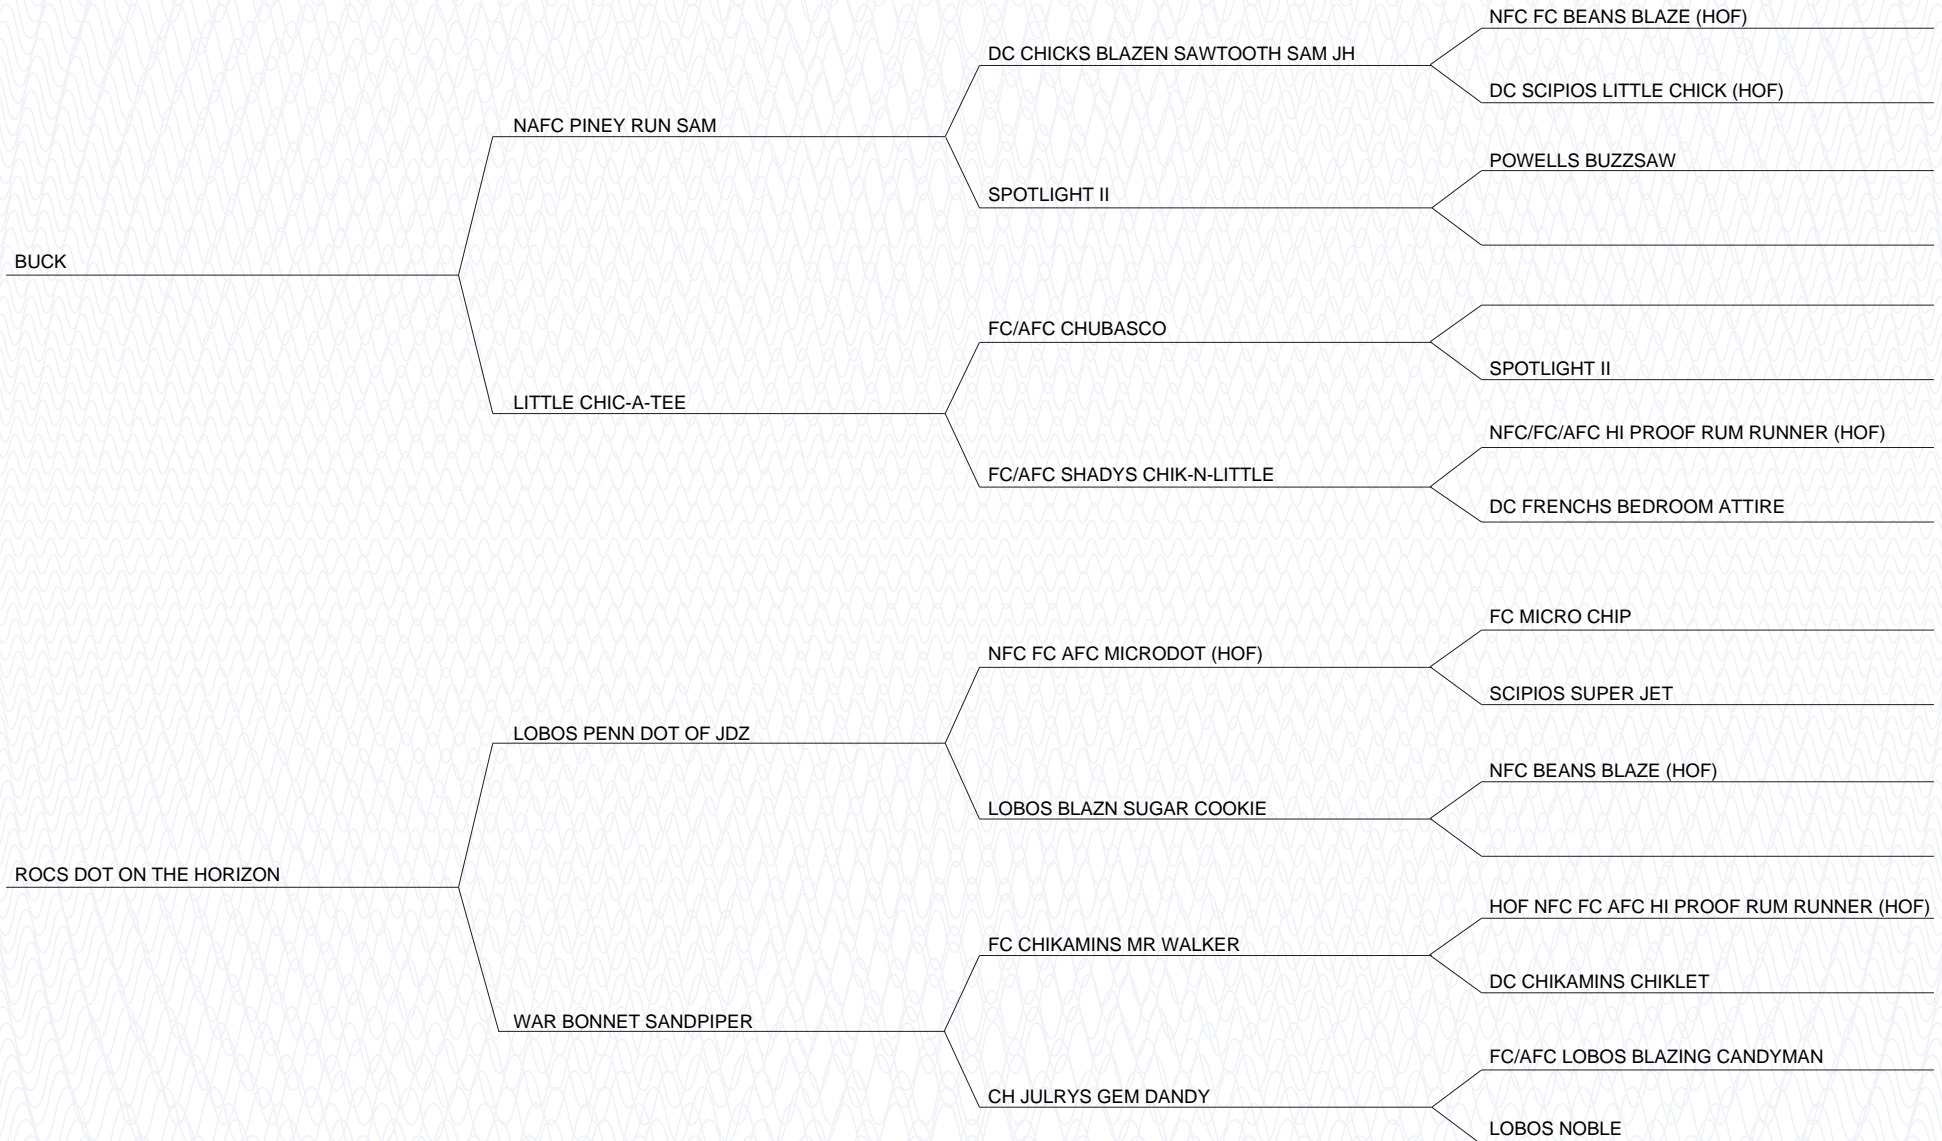 NFC FC BEANS BLAZE (HOF)
DC CHICKS BLAZEN SAWTOOTH SAM JH
DC SCIPIOS LITTLE CHICK (HOF)
NAFC PINEY RUN SAM
POWELLS BUZZSAW
SPOTLIGHT II
BUCK
FC/AFC CHUBASCO
SPOTLIGHT II
LITTLE CHIC-A-TEE
NFC/FC/AFC HI PROOF RUM RUNNER (HOF)
FC/AFC SHADYS CHIK-N-LITTLE
DC FRENCHS BEDROOM ATTIRE
FC MICRO CHIP
NFC FC AFC MICRODOT (HOF)
SCIPIOS SUPER JET
LOBOS PENN DOT OF JDZ
NFC BEANS BLAZE (HOF)
LOBOS BLAZN SUGAR COOKIE
ROCS DOT ON THE HORIZON
HOF NFC FC AFC HI PROOF RUM RUNNER (HOF)
FC CHIKAMINS MR WALKER
DC CHIKAMINS CHIKLET
WAR BONNET SANDPIPER
FC/AFC LOBOS BLAZING CANDYMAN
CH JULRYS GEM DANDY
LOBOS NOBLE